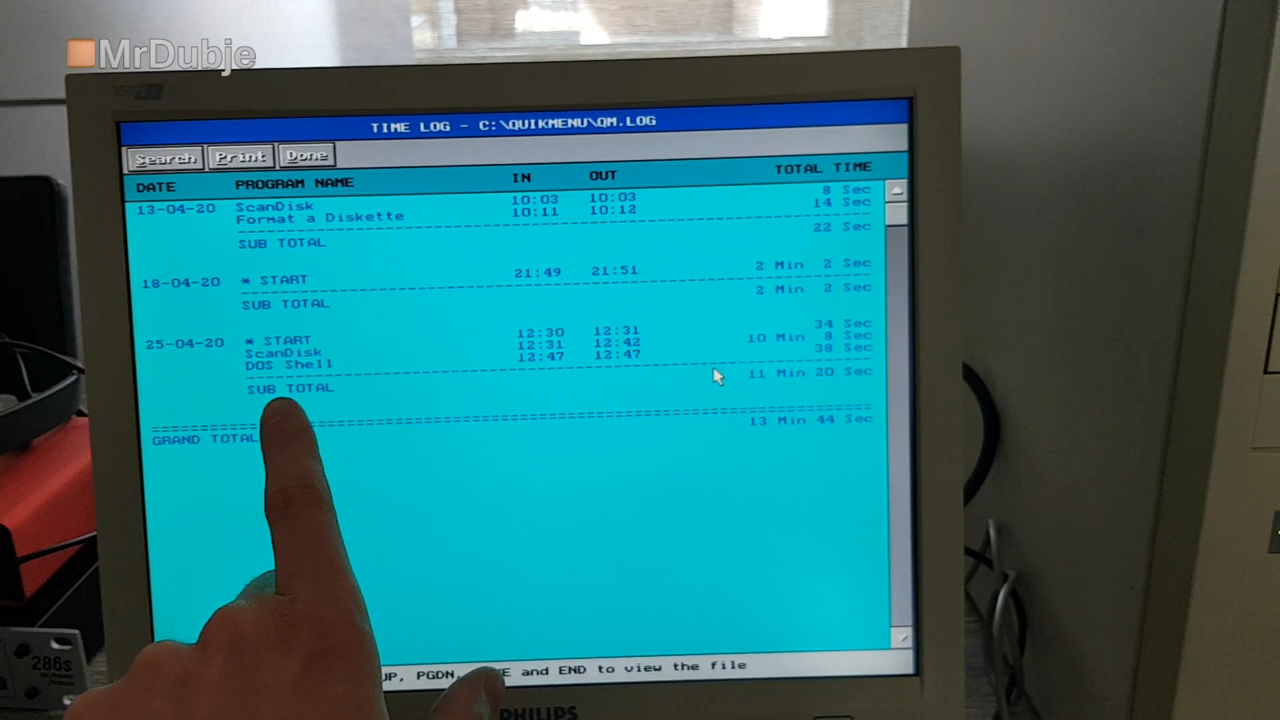 MrDubje
150S
TIME LOG - C:\QUIKMENU\QM.LOG
Search Print Done
DATE PROGRAM NAME IN OUT TOTAL TIME
13-04-20 ScanDisk 10:03 10:03 8 Sec
Format a Diskette 10:11 10:12 14 Sec
SUB TOTAL 22 Sec
18-04-20 * START 21:49 21:51 2 Min 2 Sec
SUB TOTAL 2 Min 2 Sec
25-04-20 * START 12:30 12:31 34 Sec
ScanDisk 12:31 12:42 10 Min 8 Sec
DOS Shell 12:47 12:47 38 Sec
SUB TOTAL 11 Min 20 Sec
GRAND TOTAL 13 Min 44 Sec
UP, PGDN, and END to view the file
286s
PHILIPS